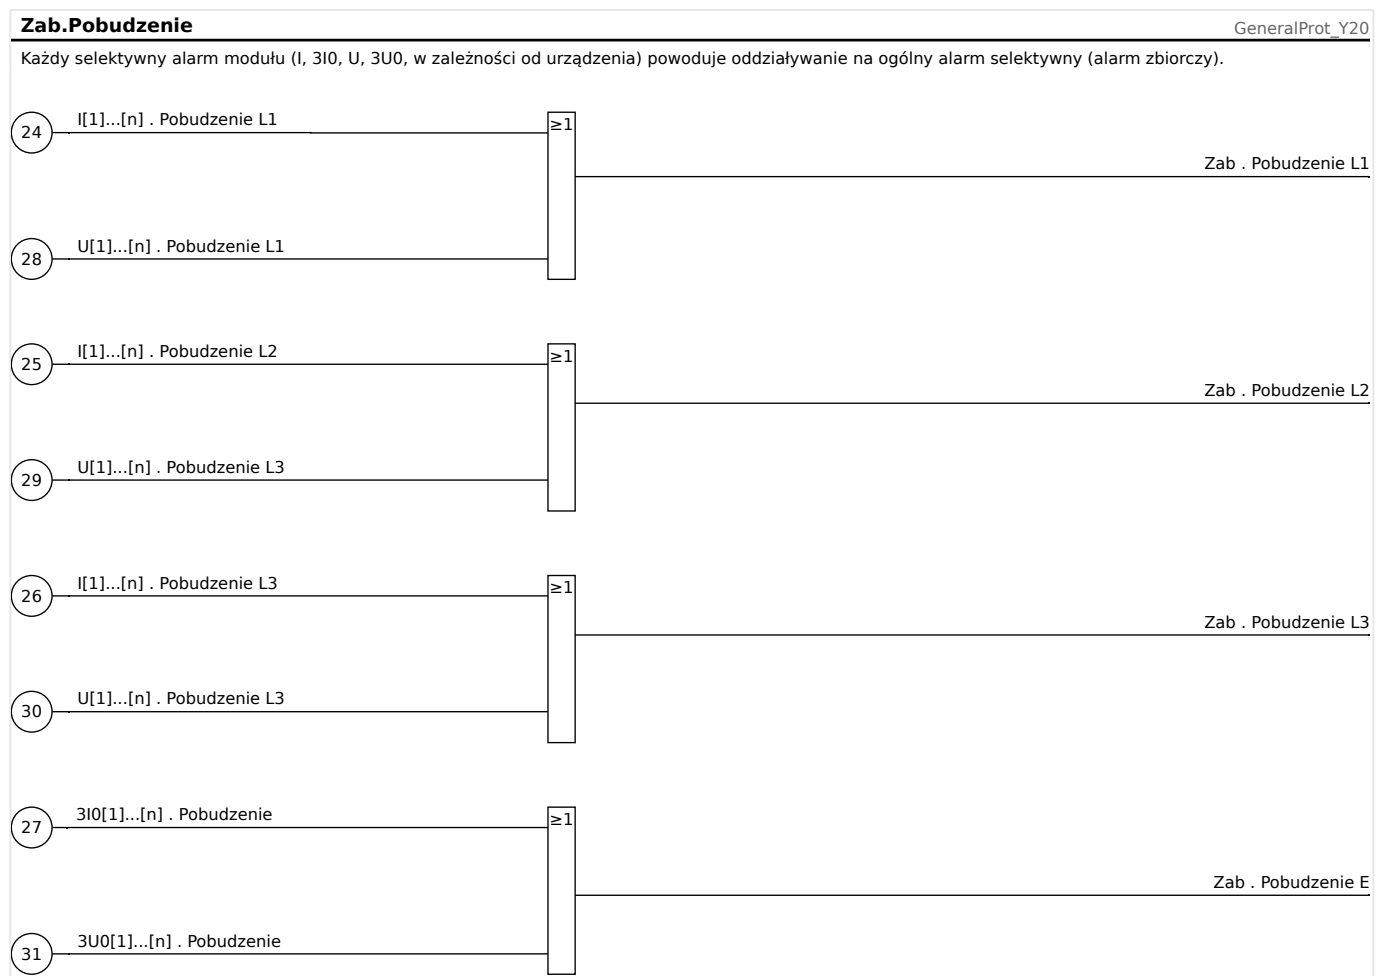 Zab.Pobudzenie
GeneralProt_Y20
Każdy selektywny alarm modułu (I, 3I0, U, 3U0, w zależności od urządzenia) powoduje oddziaływanie na ogólny alarm selektywny (alarm zbiorczy).
24
I[1]...[n] . Pobudzenie L1
≥1
Zab . Pobudzenie L1
28
U[1]...[n] . Pobudzenie L1
25
I[1]...[n] . Pobudzenie L2
≥1
Zab . Pobudzenie L2
29
U[1]...[n] . Pobudzenie L3
26
I[1]...[n] . Pobudzenie L3
≥1
Zab . Pobudzenie L3
30
U[1]...[n] . Pobudzenie L3
27
3I0[1]...[n] . Pobudzenie
≥1
Zab . Pobudzenie E
31
3U0[1]...[n] . Pobudzenie